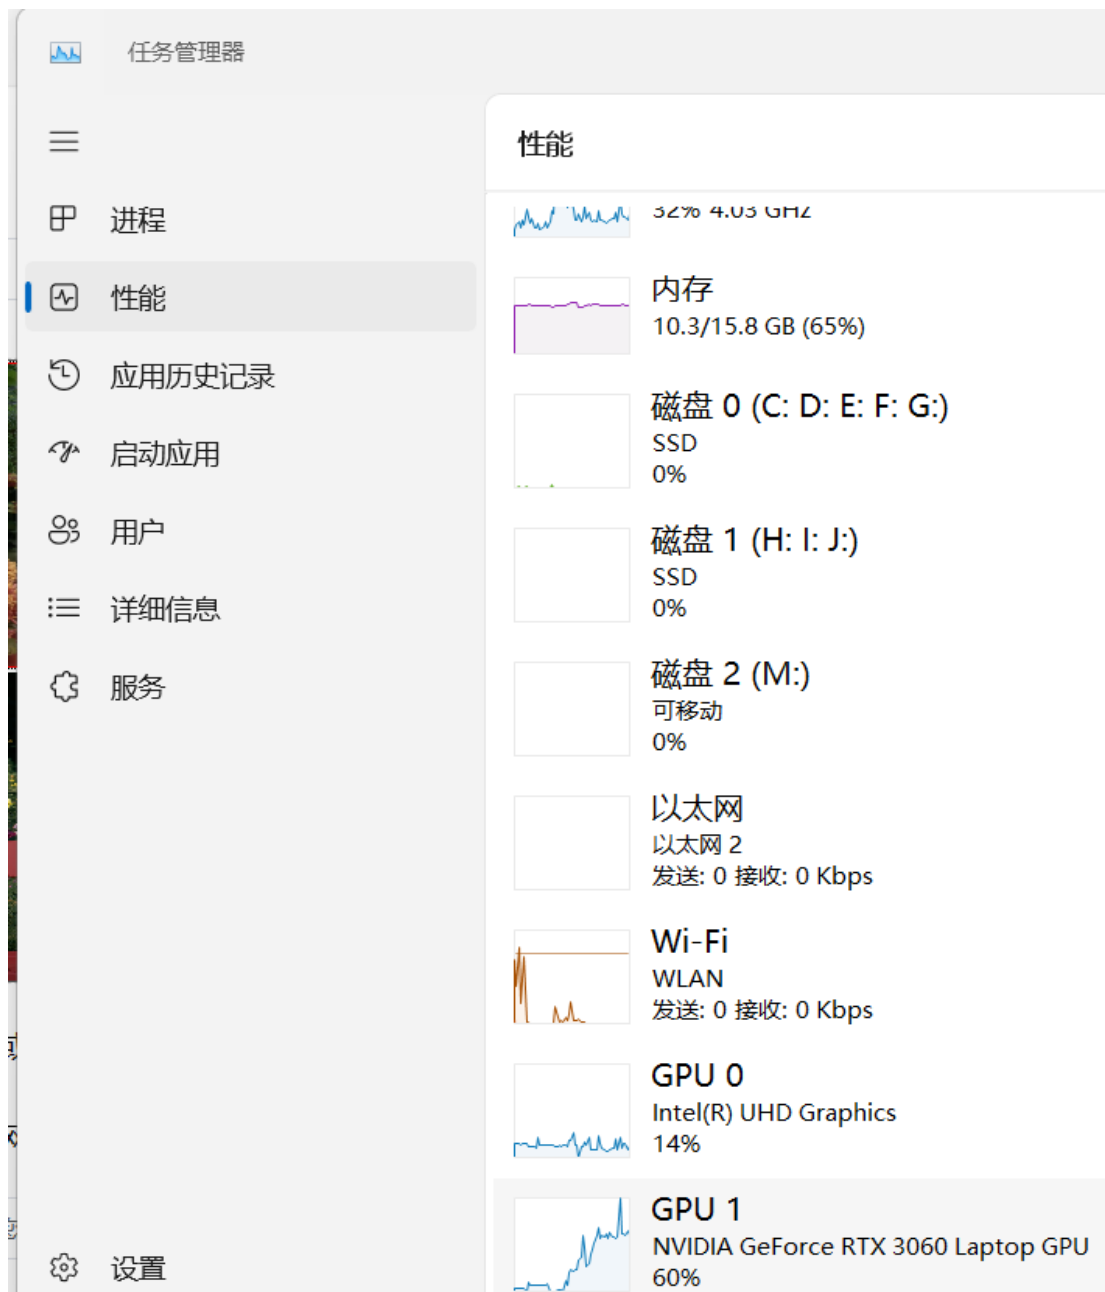 任务管理器
性能
进程
性能
应用历史记录
启动应用
用户
详细信息
服务
设置
32% 4.03 GHz
内存
10.3/15.8 GB (65%)
磁盘 0 (C: D: E: F: G:)
SSD
0%
磁盘 1 (H: I: J:)
SSD
0%
磁盘 2 (M:)
可移动
0%
以太网
以太网 2
发送: 0 接收: 0 Kbps
Wi-Fi
WLAN
发送: 0 接收: 0 Kbps
GPU 0
Intel(R) UHD Graphics
14%
GPU 1
NVIDIA GeForce RTX 3060 Laptop GPU
60%